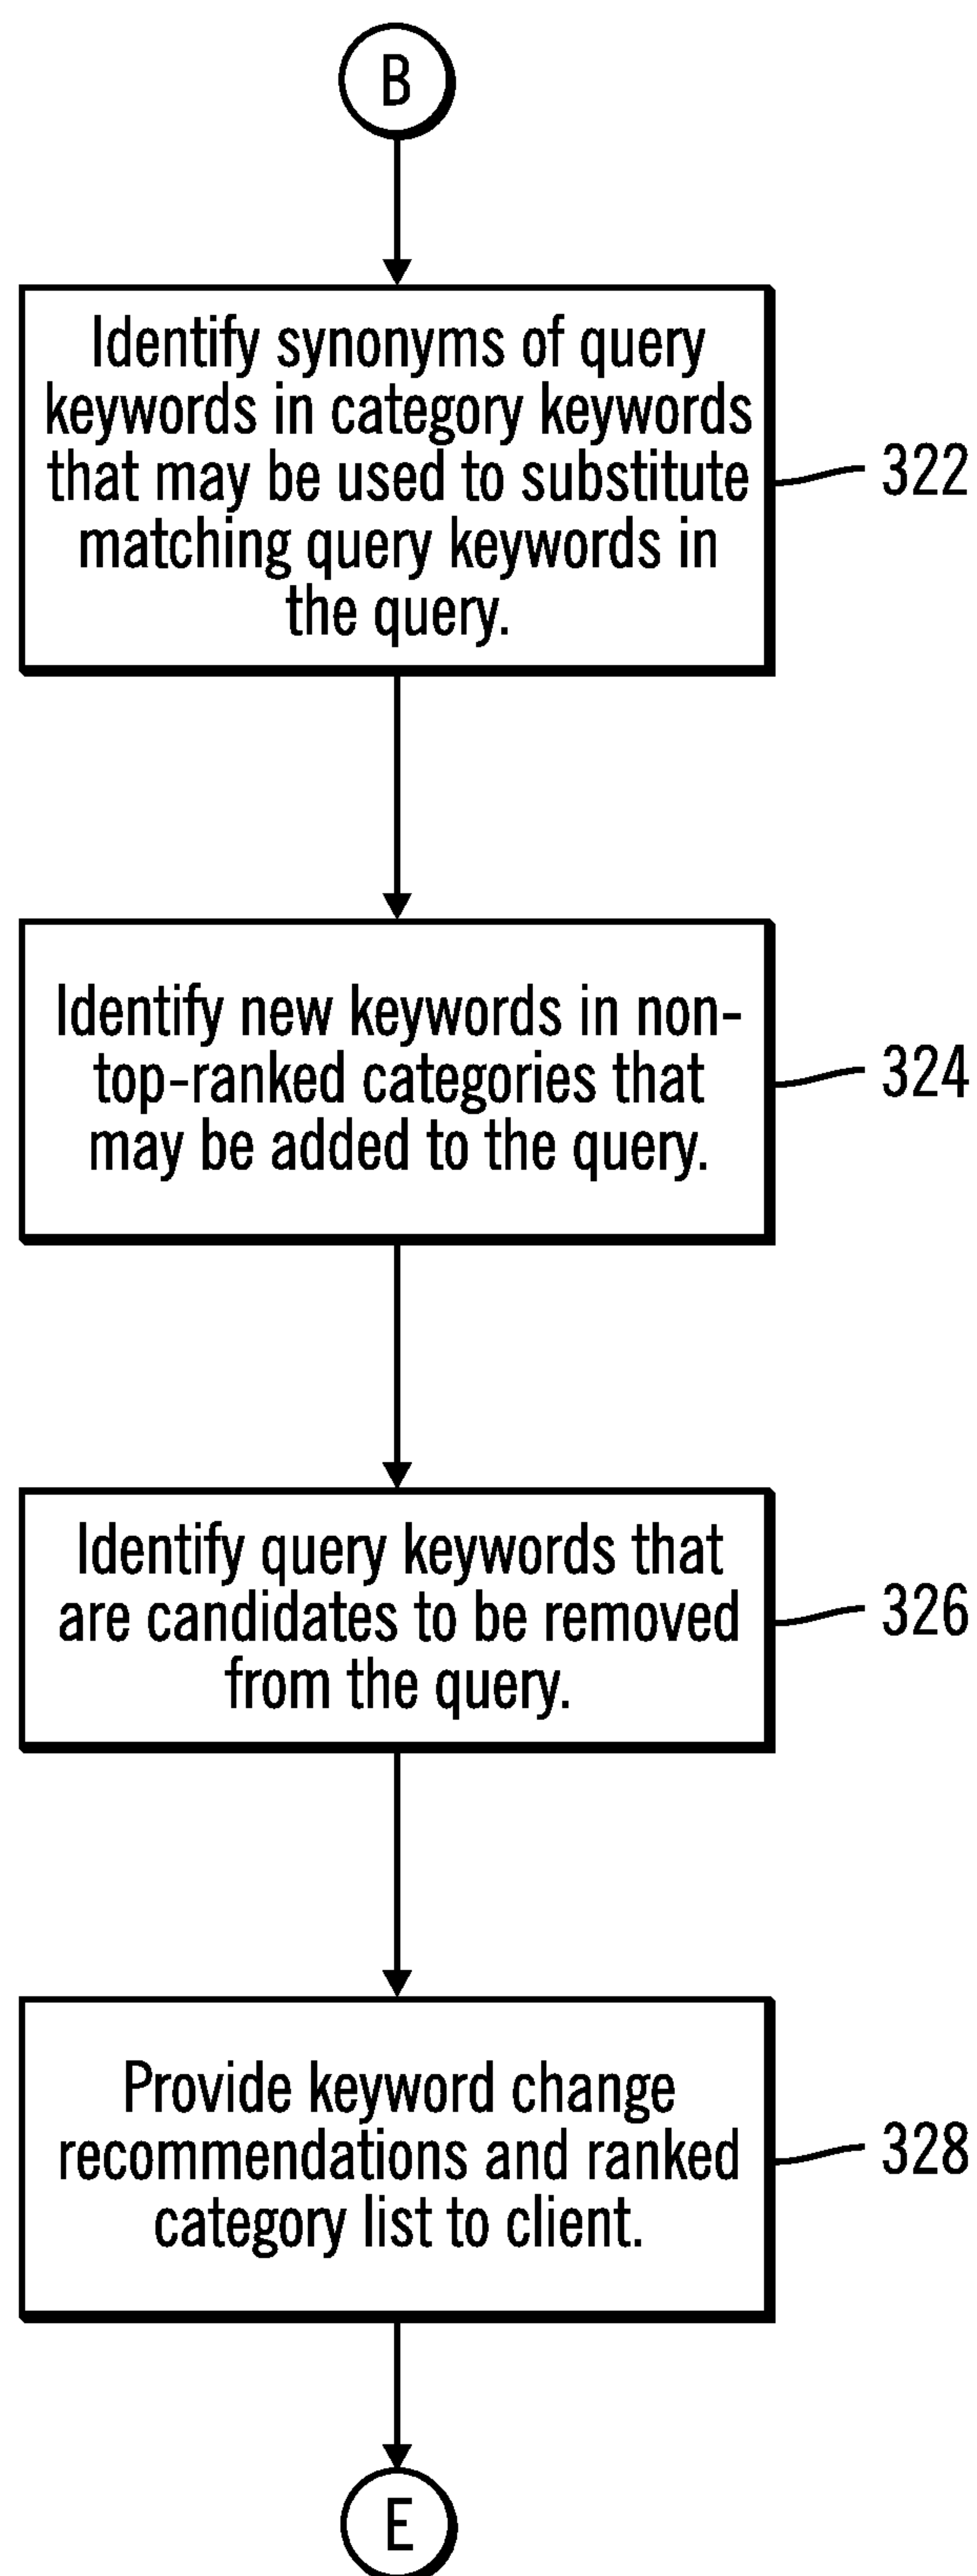 B
Identify synonyms of query
keywords in category keywords
that may be used to substitute
matching query keywords in
the query.
322
Identify new keywords in non-
top-ranked categories that
may be added to the query.
324
Identify query keywords that
are candidates to be removed
from the query.
326
Provide keyword change
recommendations and ranked
category list to client.
328
E